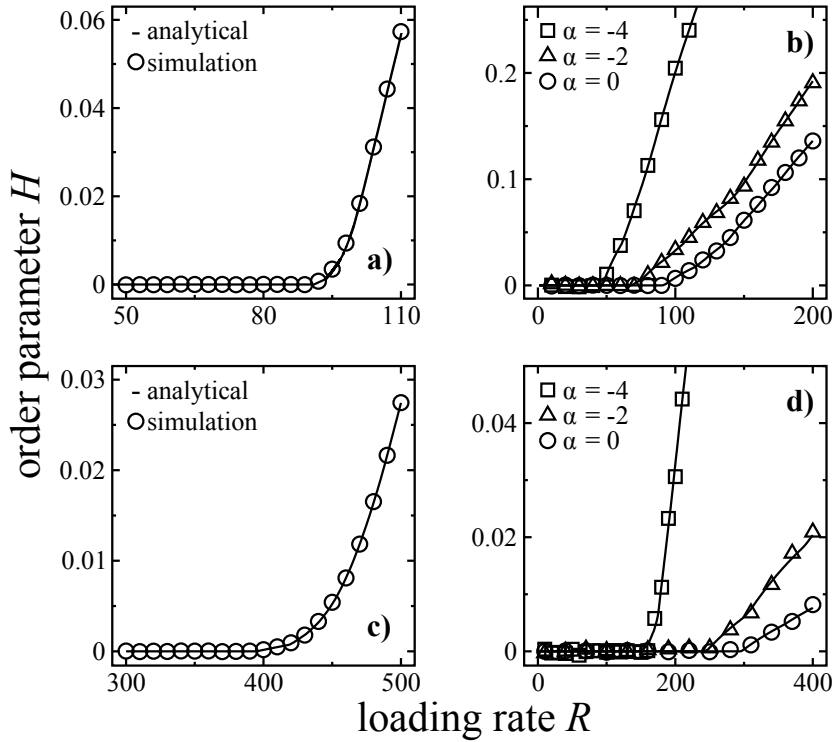 order parameter H
0.06
0.04
0.02
0
50
80
110
- analytical
simulation
a)
0.2
0.1
0
0
100
200
α = -4
α = -2
α = 0
b)
0.03
0.02
0.01
0
300
400
500
- analytical
simulation
c)
0.04
0.02
0
0
200
400
α = -4
α = -2
α = 0
d)
loading rate R